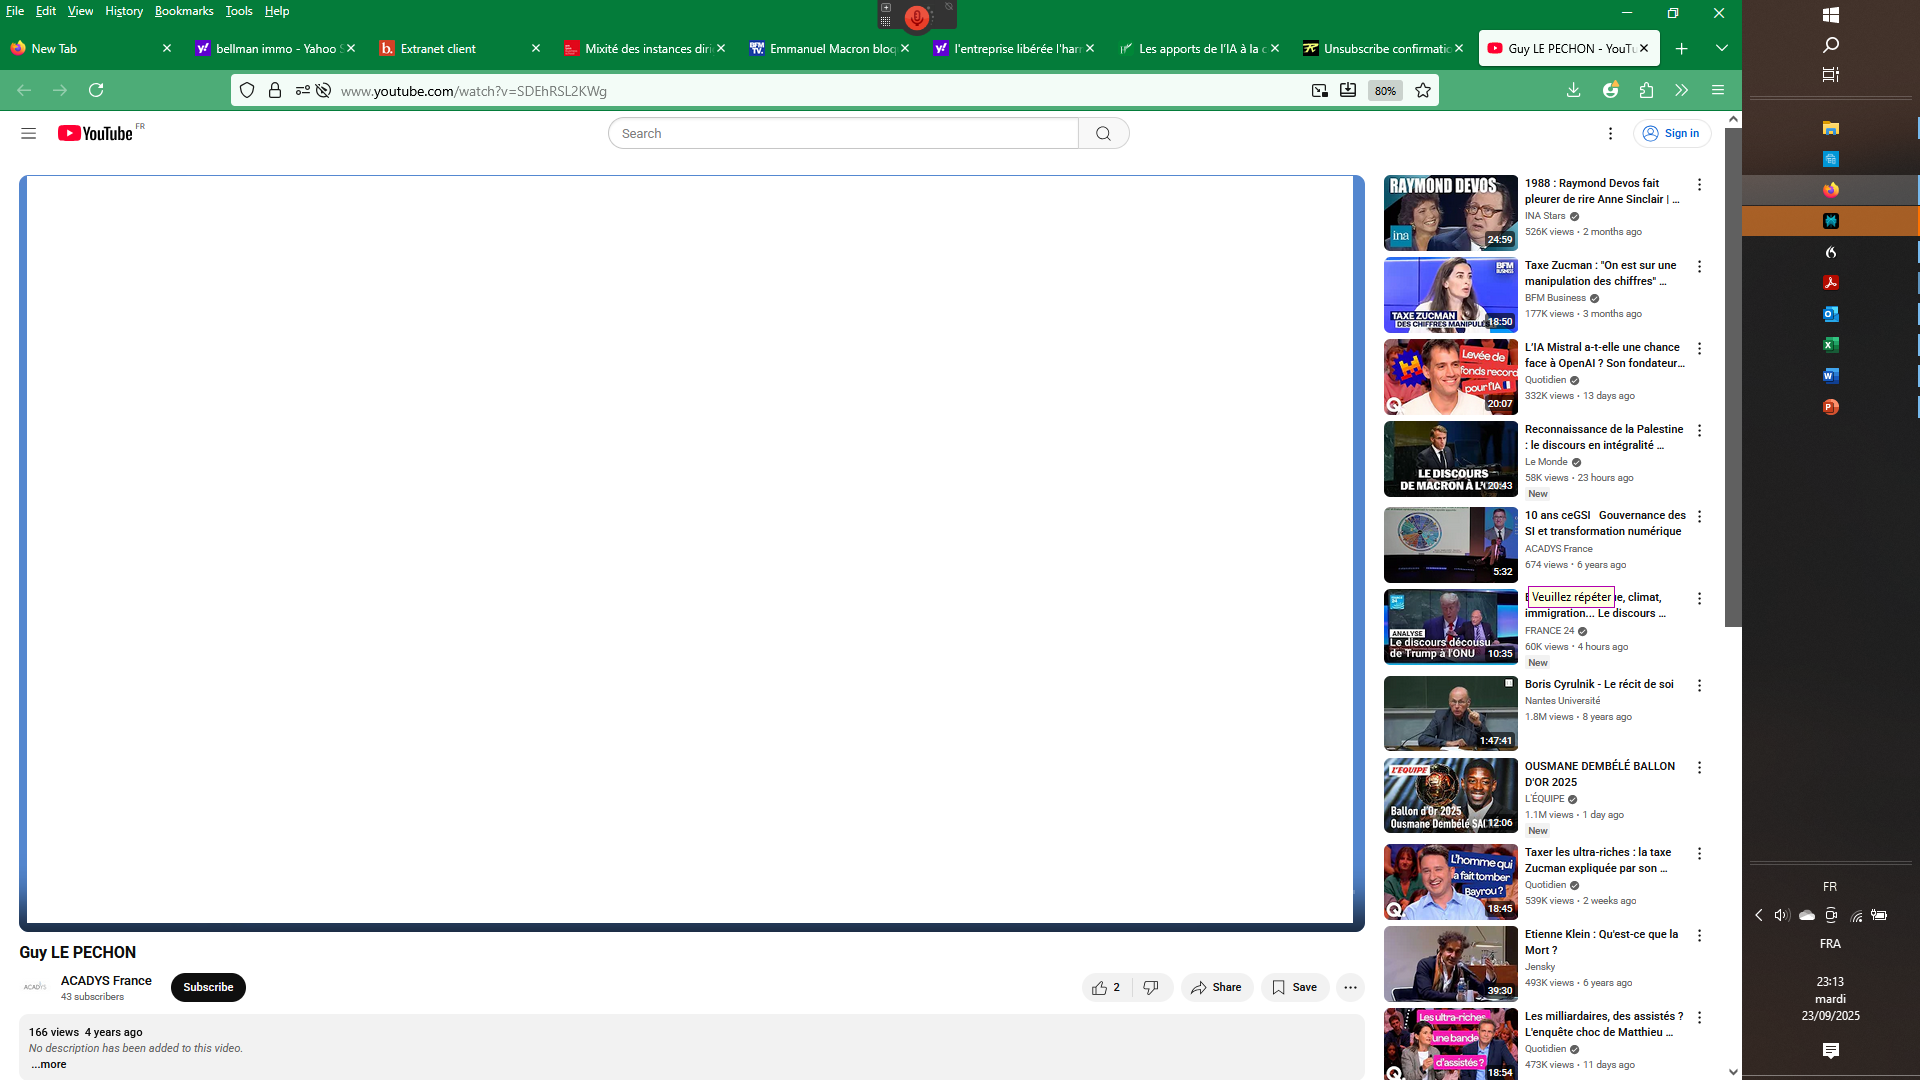 File Edit View History Bookmarks Tools Help
New Tab
bellman immo - Yahoo S
Extranet client
Mixité des instances diri
Emmanuel Macron bloq
l'entreprise libérée l'harr
Les apports de l'IA à la c
Unsubscribe confirmatic
Guy LE PECHON - YouTu
www.youtube.com/watch?v=SDEhRSL2KWg
80%
YouTube FR
Search
Sign in
RAYMOND DEVOS
ina
24:59
1988 : Raymond Devos fait
pleurer de rire Anne Sinclair | ...
INA Stars
526K views • 2 months ago
BFM
BUSINESS
TAXE ZUCMAN
DES CHIFFRES MANIPULÉ
18:50
Taxe Zucman : "On est sur une
manipulation des chiffres" ...
BFM Business
177K views • 3 months ago
Levée de
fonds record
pour l'IA
20:07
L'IA Mistral a-t-elle une chance
face à OpenAI ? Son fondateur...
Quotidien
332K views • 13 days ago
LE DISCOURS
DE MACRON À L'
20:43
Reconnaissance de la Palestine
: le discours en intégralité ...
Le Monde
58K views • 23 hours ago
New
5:32
10 ans ceGSI Gouvernance des
SI et transformation numérique
ACADYS France
674 views • 6 years ago
Veuillez répéter
FRANCE 24
ANALYSE
Le discours décousu
de Trump à l'ONU
10:35
e, climat,
immigration... Le discours ...
FRANCE 24
60K views • 4 hours ago
New
1:47:41
Boris Cyrulnik - Le récit de soi
Nantes Université
1.8M views • 8 years ago
L'ÉQUIPE
Ballon d'Or 2025
Ousmane Dembélé SA
12:06
OUSMANE DEMBÉLÉ BALLON
D'OR 2025
L'ÉQUIPE
1.1M views • 1 day ago
New
L'homme qui
a fait tomber
Bayrou ?
18:45
Taxer les ultra-riches : la taxe
Zucman expliquée par son ...
Quotidien
539K views • 2 weeks ago
39:30
Etienne Klein : Qu'est-ce que la
Mort ?
Jensky
493K views • 6 years ago
Les ultra-riches,
une bande
d'assistés ?
18:54
Les milliardaires, des assistés ?
L'enquête choc de Matthieu ...
Quotidien
473K views • 11 days ago
Guy LE PECHON
ACADYS
ACADYS France
43 subscribers
Subscribe
2
Share
Save
166 views 4 years ago
No description has been added to this video.
...more
FR
FRA
23:13
mardi
23/09/2025